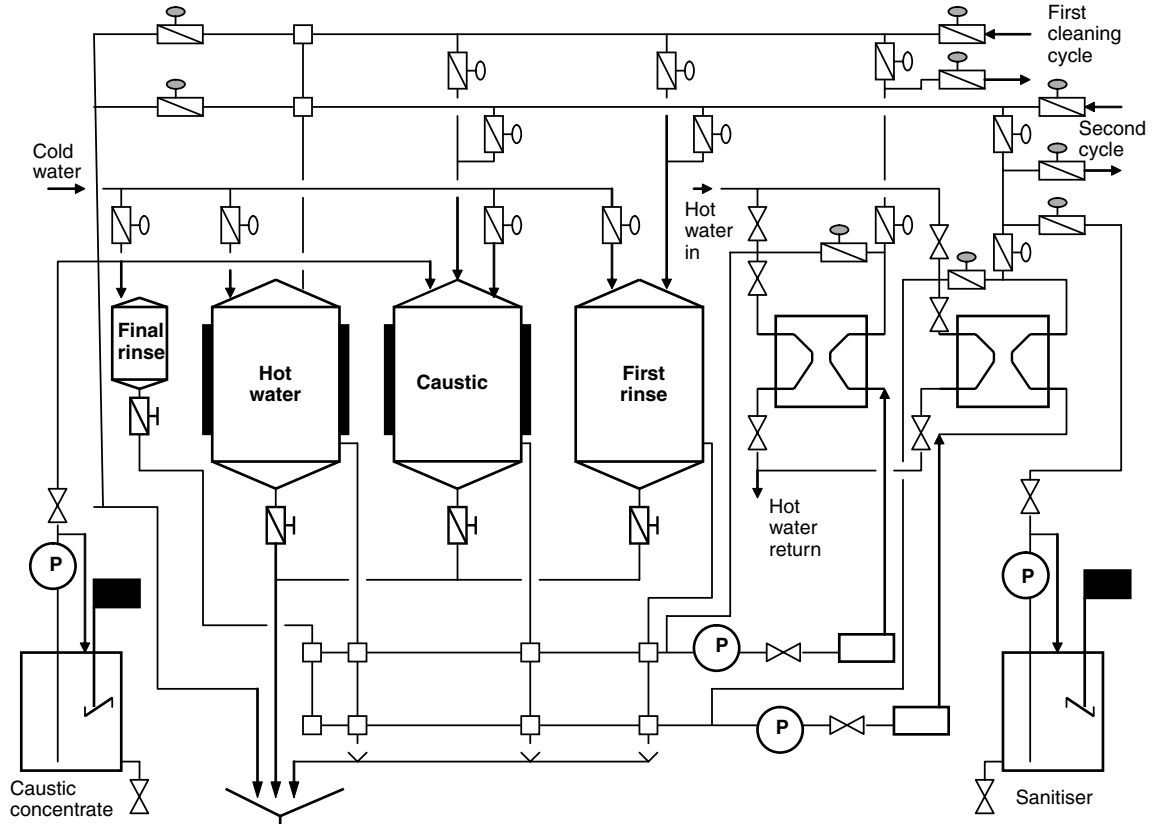 First
cleaning
cycle
Second
cycle
Cold
water
Hot
water
in
Final
rinse
Hot
water
Caustic
First
rinse
Hot
water
return
P
P
P
P
Caustic
concentrate
Sanitiser